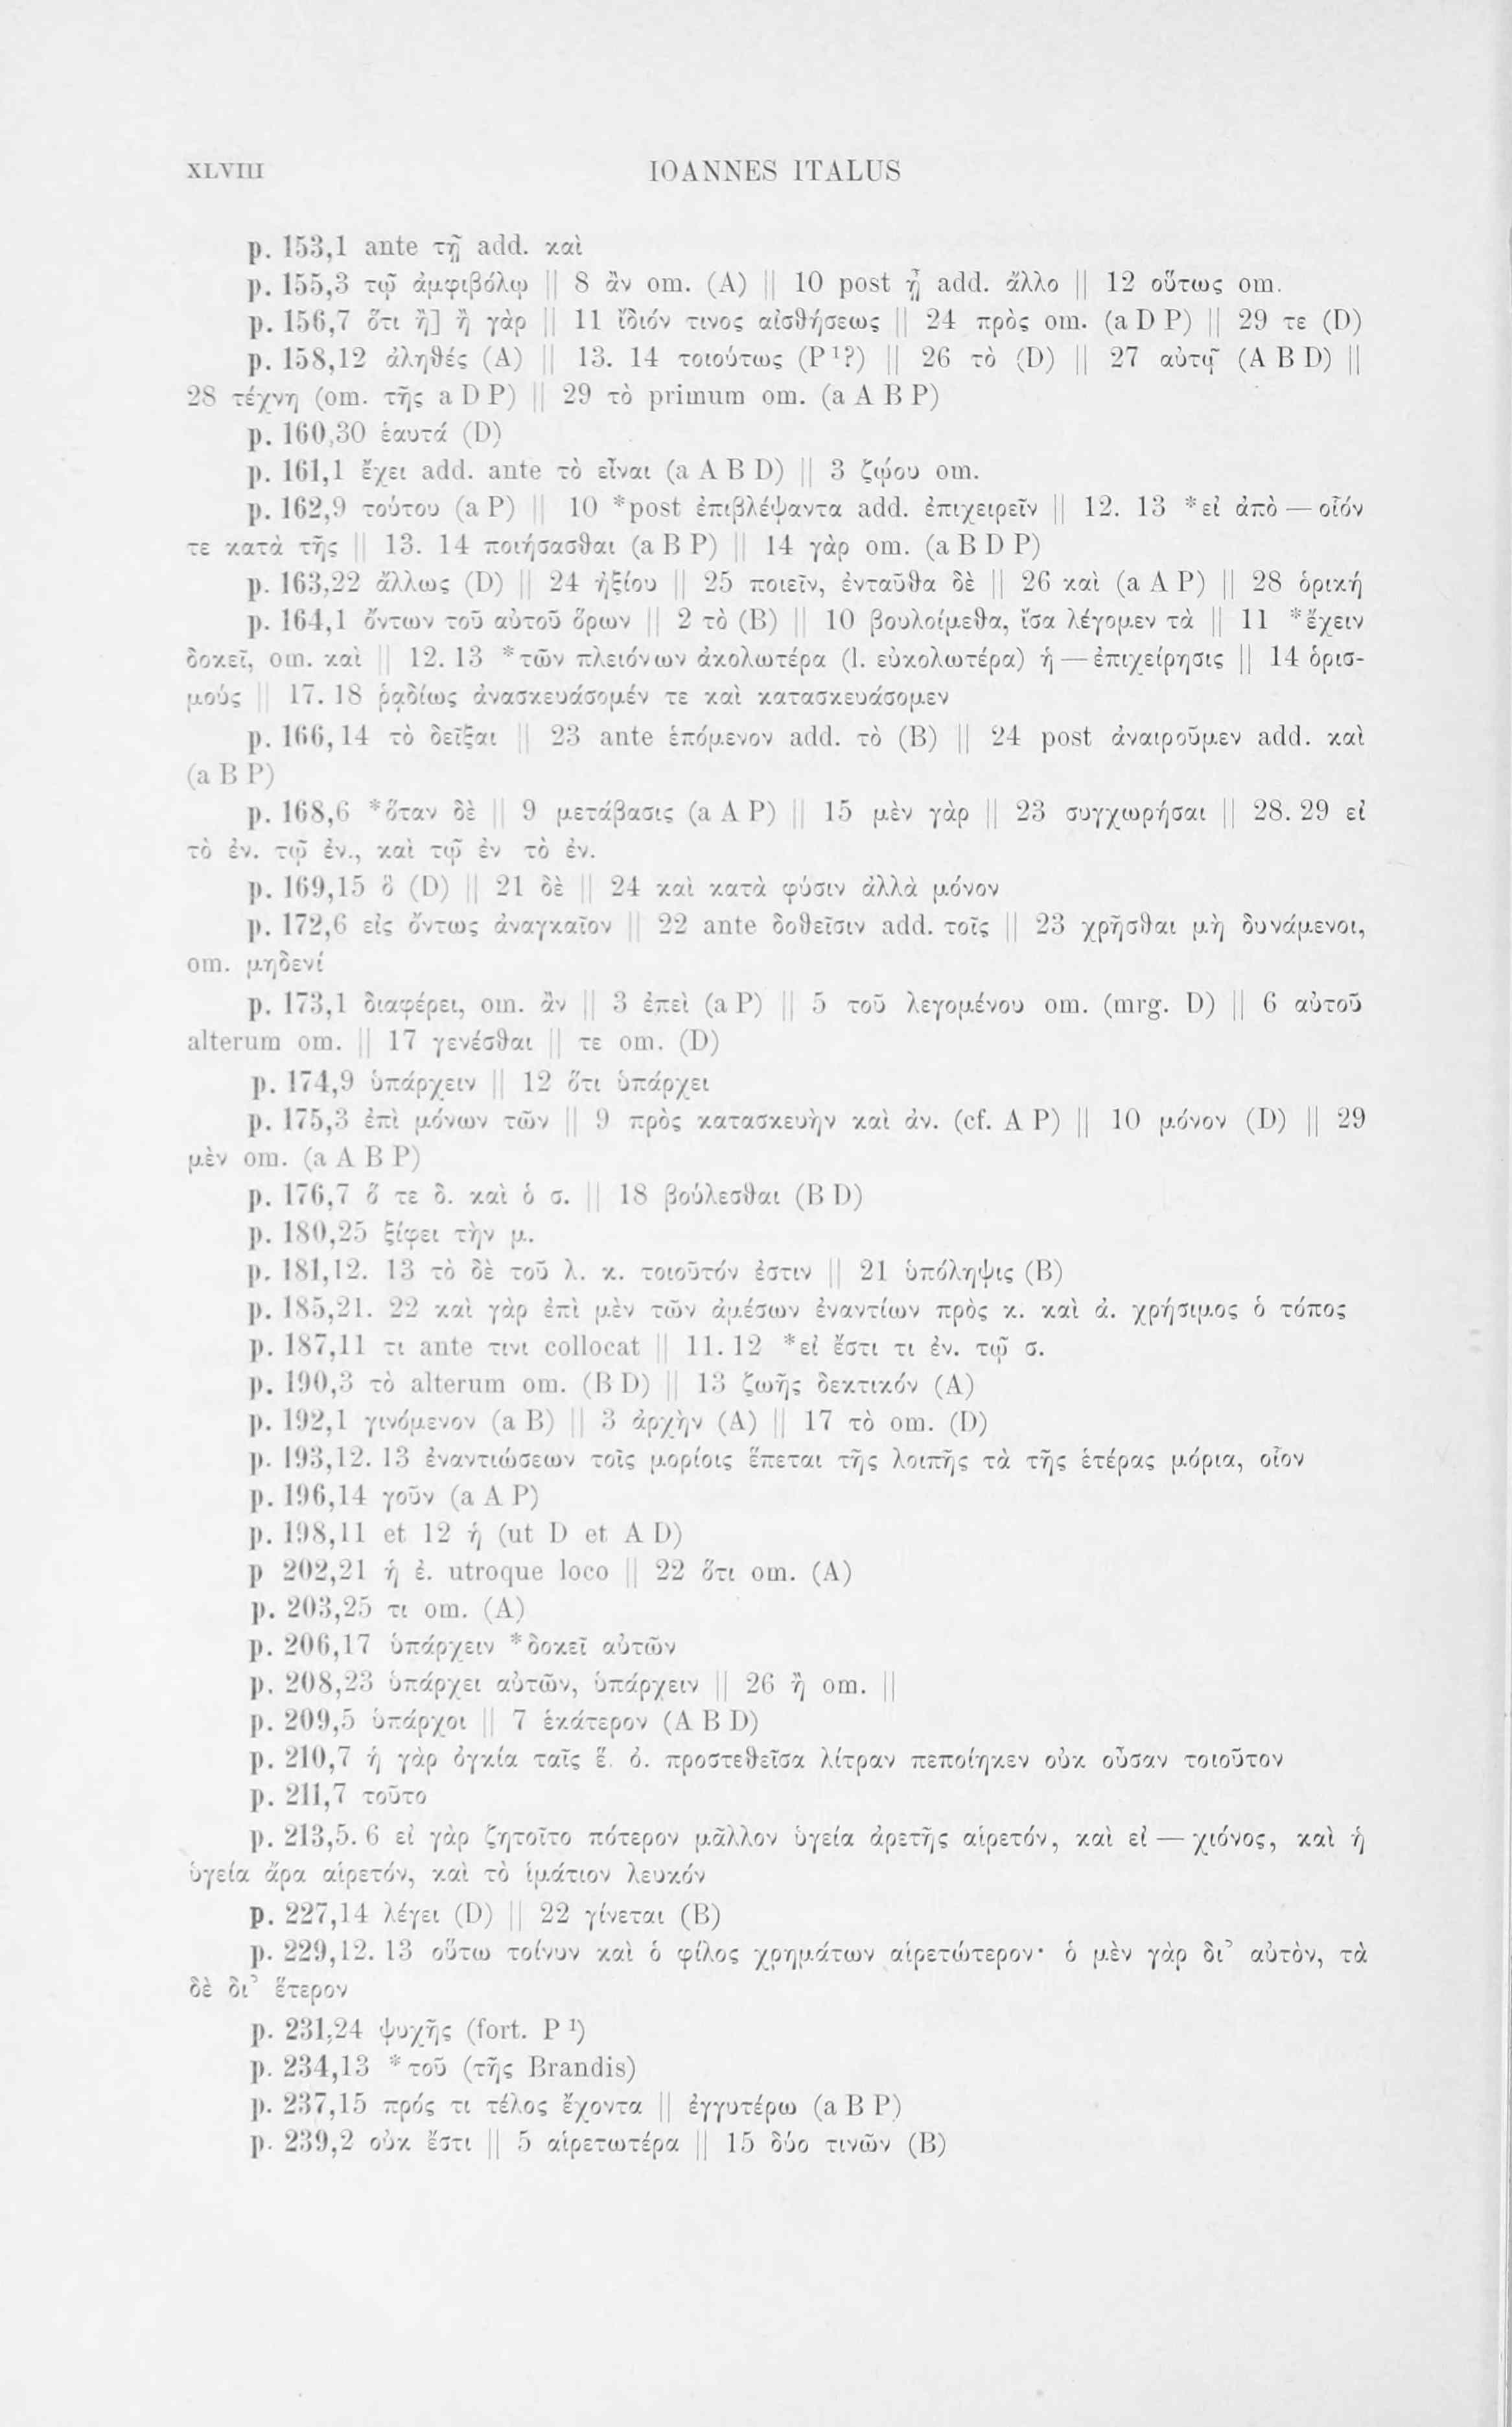 XLVIII IOANNES ITALUS
p. 153,1 ante τῇ add. καὶ
p. 155,3 τῷ ἀμφιβόλῳ || 8 ἂν om. (A) || 10 post ᾖ add. ἄλλο || 12 οὕτως om.
p. 156,7 ὅτι ἢ] ἢ γὰρ || 11 ἴδιόν τινος αἰσθήσεως || 24 πρὸς om. (a D P) || 29 τε (D)
p. 158,12 ἀληθές (A) || 13. 14 τοιούτως (P¹?) || 26 τὸ (D) || 27 αὐτῷ (A B D) ||
28 τέχνη (om. τῆς a D P) || 29 τὸ primum om. (a A B P)
p. 160,30 ἑαυτά (D)
p. 161,1 ἔχει add. ante τὸ εἶναι (a A B D) || 3 ζῴου om.
p. 162,9 τούτου (a P) || 10 *post ἐπιβλέψαντα add. ἐπιχειρεῖν || 12. 13 *εἰ ἀπὸ — οἷόν
τε κατὰ τῆς || 13. 14 ποιήσασθαι (a B P) || 14 γὰρ om. (a B D P)
p. 163,22 ἄλλως (D) || 24 ἠξίου || 25 ποιεῖν, ἐνταῦθα δὲ || 26 καὶ (a A P) || 28 ὁρική
p. 164,1 ὄντων τοῦ αὐτοῦ ὅρων || 2 τὸ (B) || 10 βουλοίμεθα, ἴσα λέγομεν τὰ || 11 *ἔχειν
δοκεῖ, om. καὶ || 12. 13 *τῶν πλειόνων ἀκολωτέρα (l. εὐκολωτέρα) ἡ — ἐπιχείρησις || 14 ὁρισ-
μούς || 17. 18 ῥᾳδίως ἀνασκευάσομέν τε καὶ κατασκευάσομεν
p. 166,14 τὸ δεῖξαι || 23 ante ἑπόμενον add. τὸ (B) || 24 post ἀναιροῦμεν add. καὶ
(a B P)
p. 168,6 *ὅταν δὲ || 9 μετάβασις (a A P) || 15 μὲν γὰρ || 23 συγχωρήσαι || 28. 29 εἰ
τὸ ἐν. τῷ ἐν., καὶ τῷ ἐν τὸ ἐν.
p. 169,15 ὃ (D) || 21 δὲ || 24 καὶ κατὰ φύσιν ἀλλὰ μόνον
p. 172,6 εἰς ὄντως ἀναγκαῖον || 22 ante δοθεῖσιν add. τοῖς || 23 χρῆσθαι μὴ δυνάμενοι,
om. μηδενί
p. 173,1 διαφέρει, om. ἂν || 3 ἐπεὶ (a P) || 5 τοῦ λεγομένου om. (mrg. D) || 6 αὐτοῦ
alterum om. || 17 γενέσθαι || τε om. (D)
p. 174,9 ὑπάρχειν || 12 ὅτι ὑπάρχει
p. 175,3 ἐπὶ μόνων τῶν || 9 πρὸς κατασκευὴν καὶ ἀν. (cf. A P) || 10 μόνον (D) || 29
μὲν om. (a A B P)
p. 176,7 ὅ τε δ. καὶ ὁ σ. || 18 βούλεσθαι (B D)
p. 180,25 ξίφει τὴν μ.
p. 181,12. 13 τὸ δὲ τοῦ λ. κ. τοιοῦτόν ἐστιν || 21 ὑπόληψις (B)
p. 185,21. 22 καὶ γὰρ ἐπὶ μὲν τῶν ἀμέσων ἐναντίων πρὸς κ. καὶ ἀ. χρήσιμος ὁ τόπος
p. 187,11 τι ante τινι collocat || 11. 12 *εἰ ἔστι τι ἐν. τῷ σ.
p. 190,3 τὸ alterum om. (B D) || 13 ζωῆς δεκτικόν (A)
p. 192,1 γινόμενον (a B) || 3 ἀρχὴν (A) || 17 τὸ om. (D)
p. 193,12. 13 ἐναντιώσεων τοῖς μορίοις ἕπεται τῆς λοιπῆς τὰ τῆς ἑτέρας μόρια, οἷον
p. 196,14 γοῦν (a A P)
p. 198,11 et 12 ἡ (ut D et A D)
p 202,21 ἡ ἐ. utroque loco || 22 ὅτι om. (A)
p. 203,25 τι om. (A)
p. 206,17 ὑπάρχειν *δοκεῖ αὐτῶν
p. 208,23 ὑπάρχει αὐτῶν, ὑπάρχειν || 26 ἢ om. ||
p. 209,5 ὑπάρχοι || 7 ἑκάτερον (A B D)
p. 210,7 ἡ γὰρ ὀγκία ταῖς ἕ. ὀ. προστεθεῖσα λίτραν πεποίηκεν οὐκ οὖσαν τοιοῦτον
p. 211,7 τοῦτο
p. 213,5. 6 εἰ γὰρ ζητοῖτο πότερον μᾶλλον ὑγεία ἀρετῆς αἱρετόν, καὶ εἰ — χιόνος, καὶ ἡ
ὑγεία ἄρα αἱρετόν, καὶ τὸ ἱμάτιον λευκόν
p. 227,14 λέγει (D) || 22 γίνεται (B)
p. 229,12. 13 οὕτω τοίνυν καὶ ὁ φίλος χρημάτων αἱρετώτερον· ὁ μὲν γὰρ δι’ αὐτὸν, τὰ
δὲ δι’ ἕτερον
p. 231,24 ψυχῆς (fort. P¹)
p. 234,13 *τοῦ (τῆς Brandis)
p. 237,15 πρός τι τέλος ἔχοντα || ἐγγυτέρω (a B P)
p. 239,2 οὐκ ἔστι || 5 αἱρετωτέρα || 15 δύο τινῶν (B)